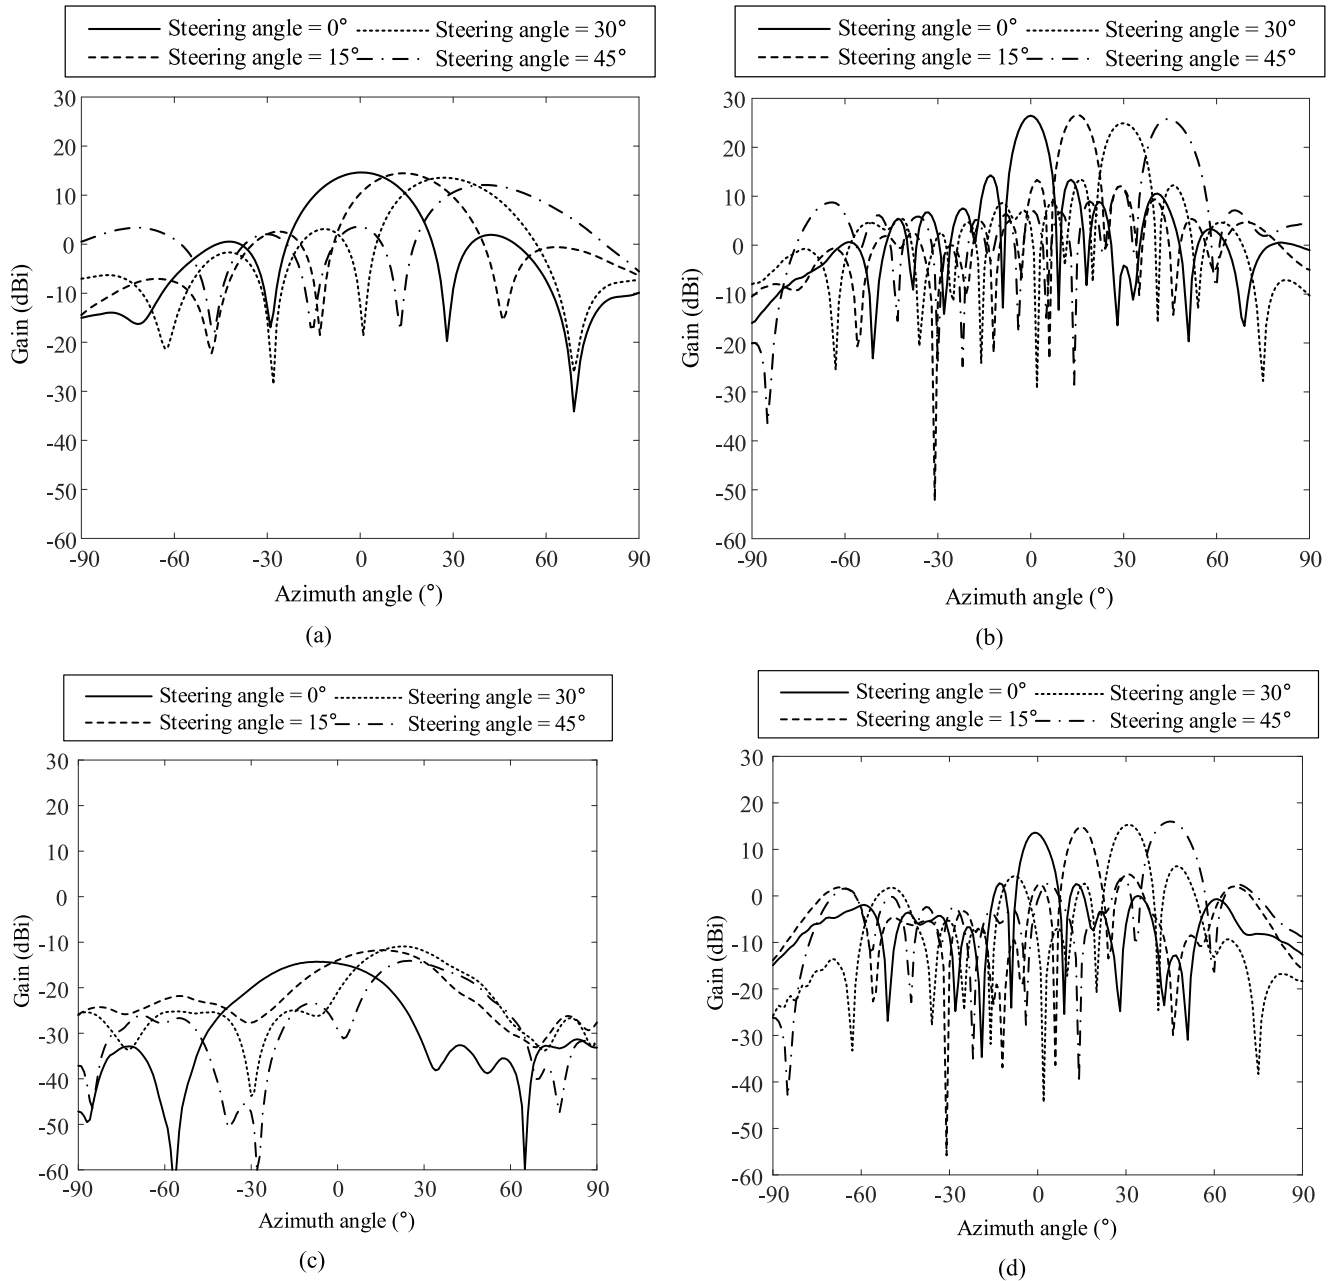 Steering angle = 0° Steering angle = 30°
Steering angle = 15° Steering angle = 45°
30
20
10
0
-10
-20
-30
-40
-50
-60
Gain (dBi)
-90 -60 -30 0 30 60 90
Azimuth angle (°)
(a)
Steering angle = 0° Steering angle = 30°
Steering angle = 15° Steering angle = 45°
30
20
10
0
-10
-20
-30
-40
-50
-60
Gain (dBi)
-90 -60 -30 0 30 60 90
Azimuth angle (°)
(b)
Steering angle = 0° Steering angle = 30°
Steering angle = 15° Steering angle = 45°
30
20
10
0
-10
-20
-30
-40
-50
-60
Gain (dBi)
-90 -60 -30 0 30 60 90
Azimuth angle (°)
(c)
Steering angle = 0° Steering angle = 30°
Steering angle = 15° Steering angle = 45°
30
20
10
0
-10
-20
-30
-40
-50
-60
Gain (dBi)
-90 -60 -30 0 30 60 90
Azimuth angle (°)
(d)